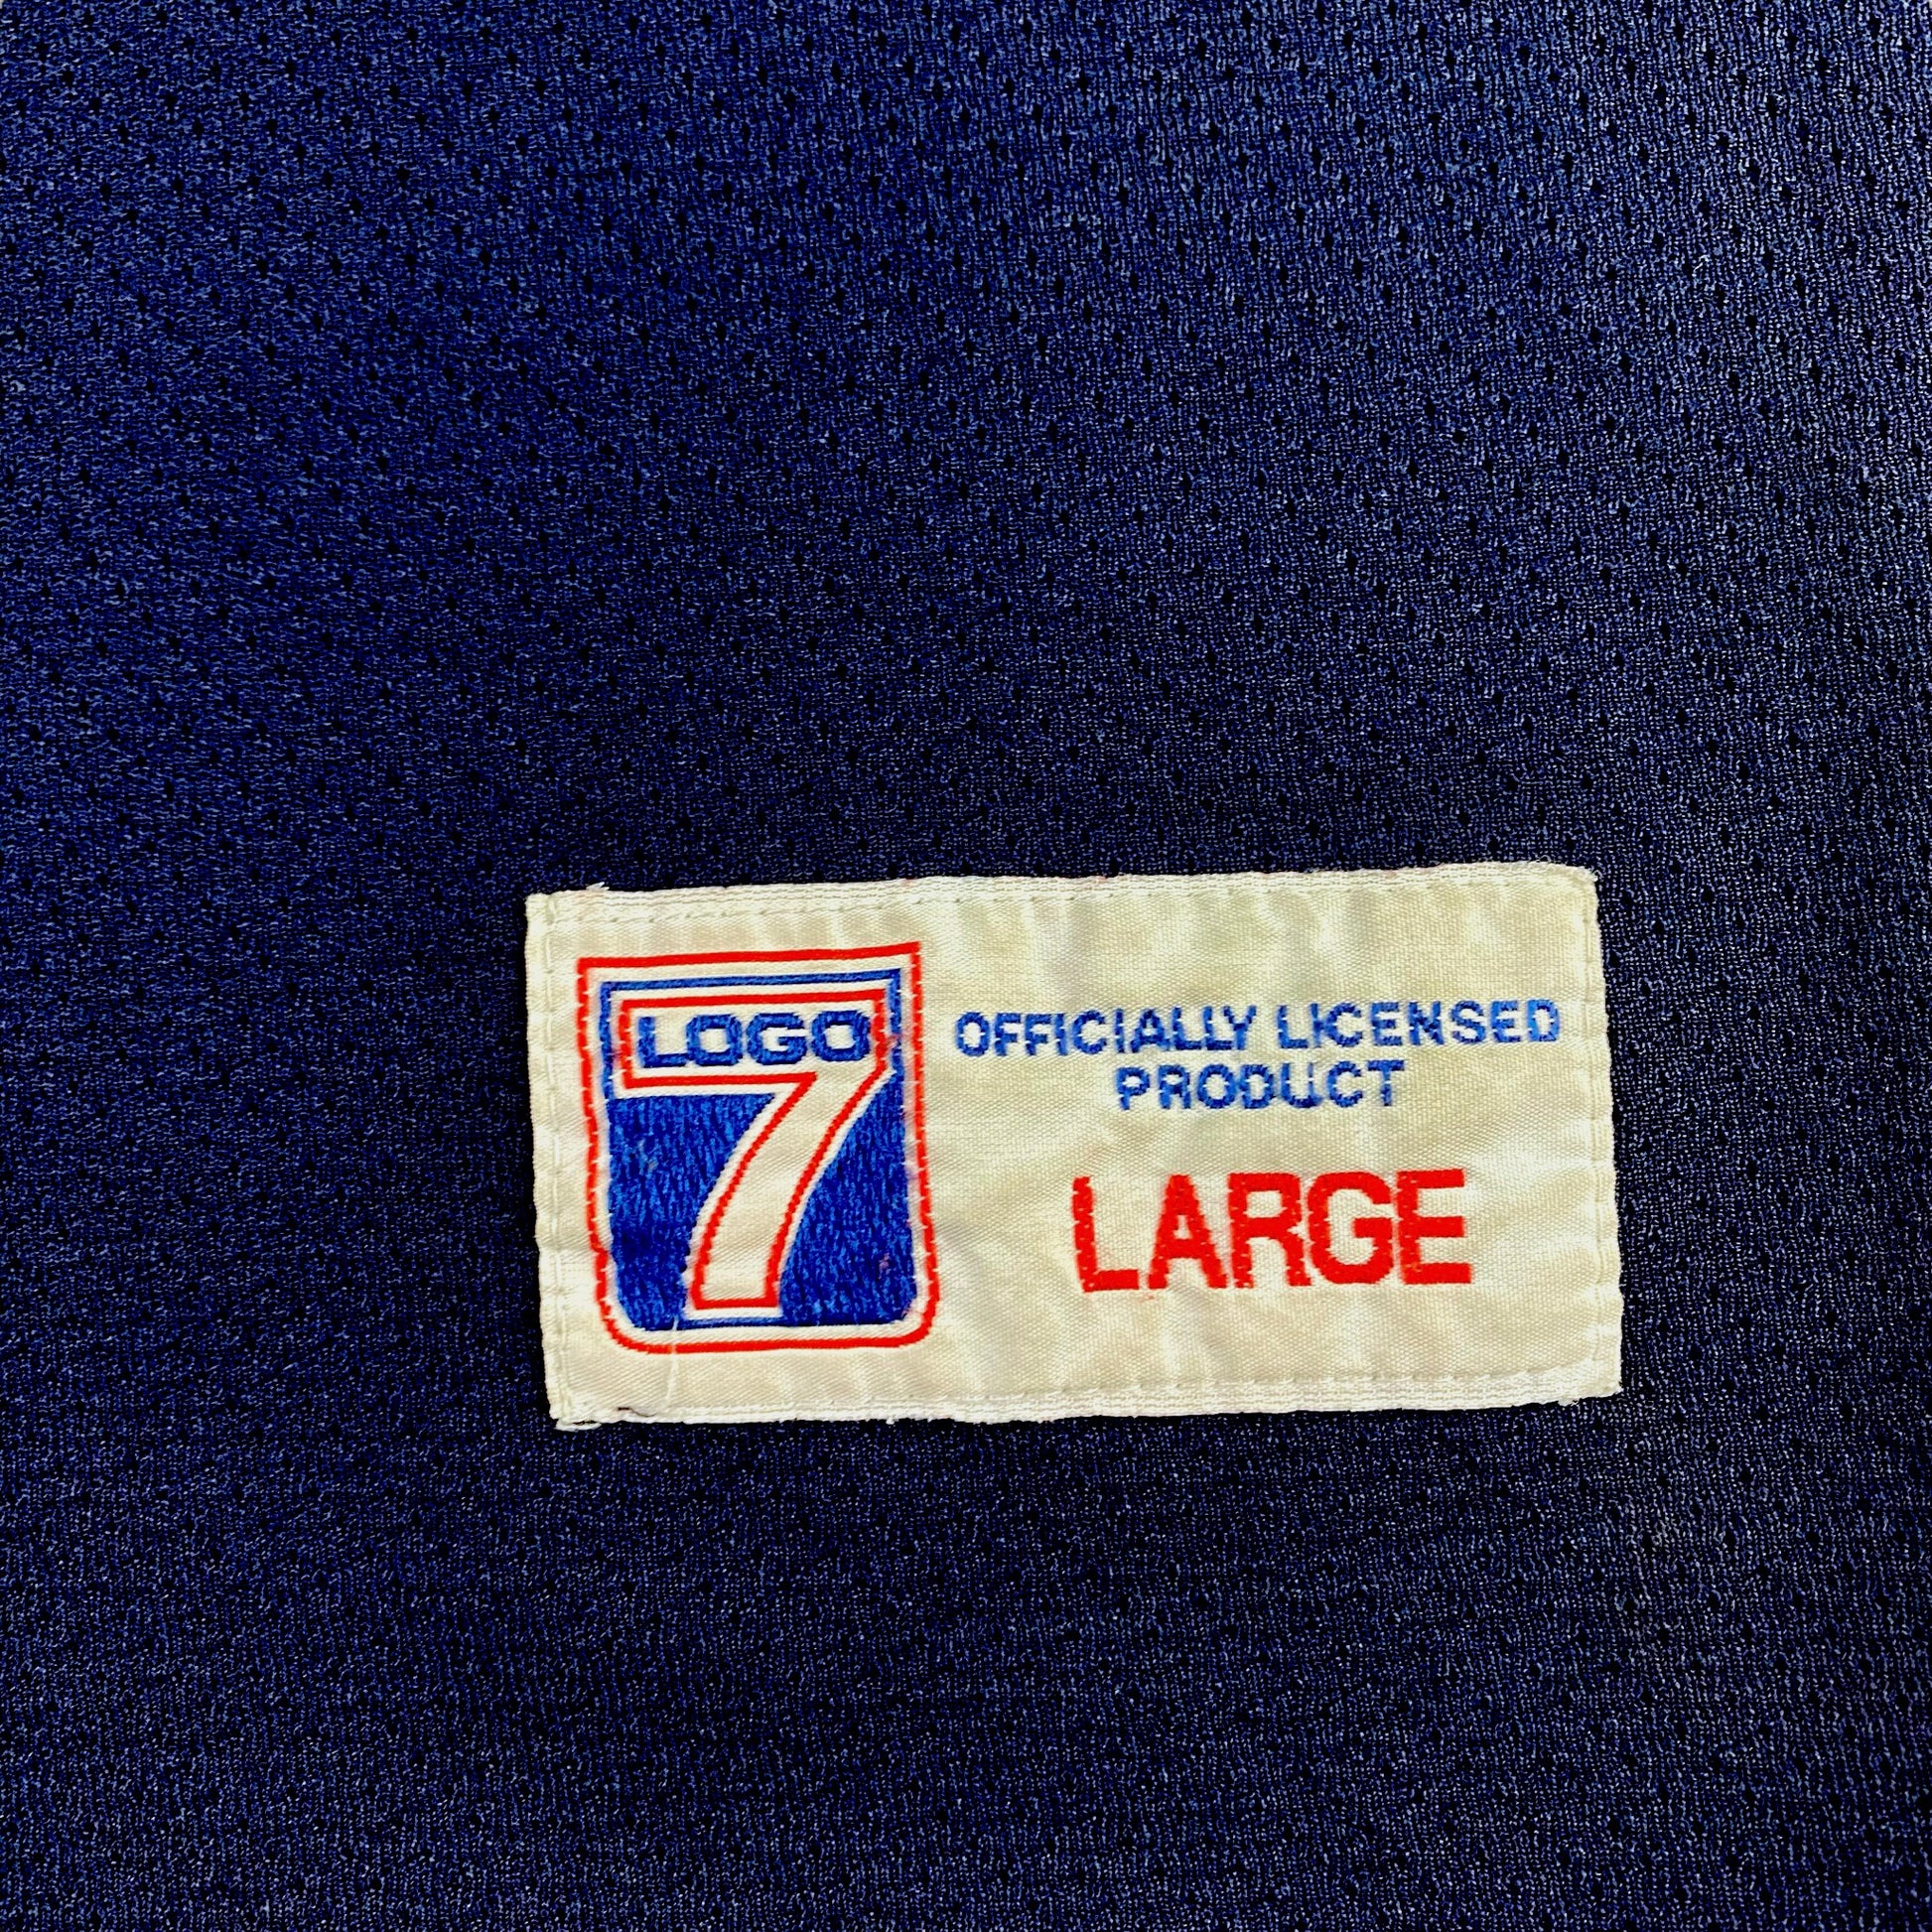 LOGO
7
OFFICIALLY LICENSED
PRODUCT
LARGE